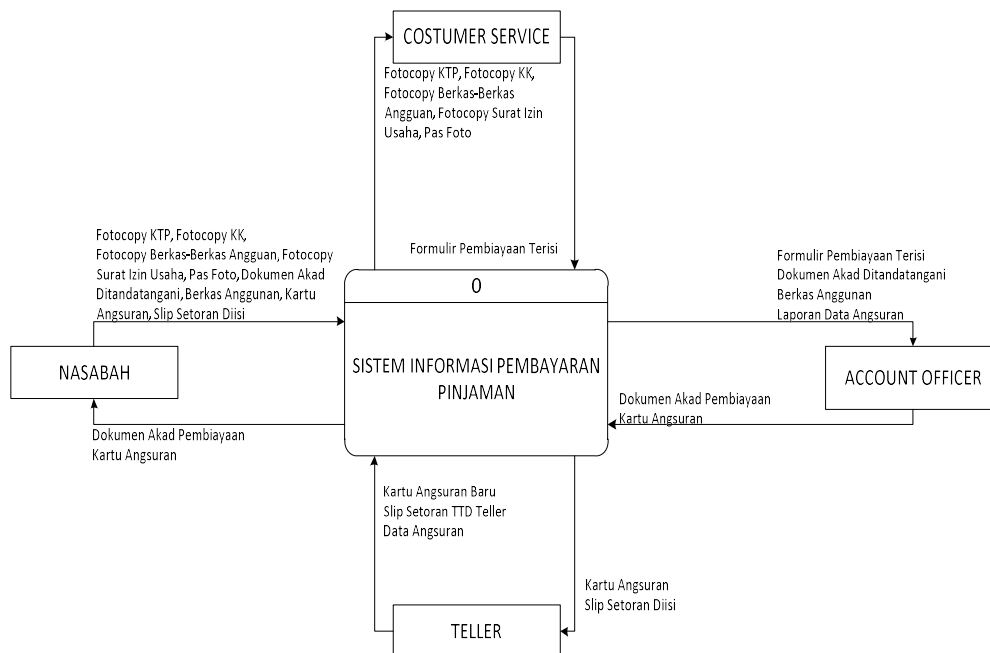 COSTUMER SERVICE
Fotocopy KTP, Fotocopy KK,
Fotocopy Berkas-Berkas
Angguan, Fotocopy Surat Izin
Usaha, Pas Foto
Formulir Pembiayaan Terisi
Fotocopy KTP, Fotocopy KK,
Fotocopy Berkas-Berkas Angguan, Fotocopy
Surat Izin Usaha, Pas Foto, Dokumen Akad
Ditandatangani, Berkas Anggunan, Kartu
Angsuran, Slip Setoran Diisi
Formulir Pembiayaan Terisi
Dokumen Akad Ditandatangani
Berkas Anggunan
Laporan Data Angsuran
0
SISTEM INFORMASI PEMBAYARAN
PINJAMAN
NASABAH
ACCOUNT OFFICER
Dokumen Akad Pembiayaan
Kartu Angsuran
Dokumen Akad Pembiayaan
Kartu Angsuran
Kartu Angsuran Baru
Slip Setoran TTD Teller
Data Angsuran
Kartu Angsuran
Slip Setoran Diisi
TELLER